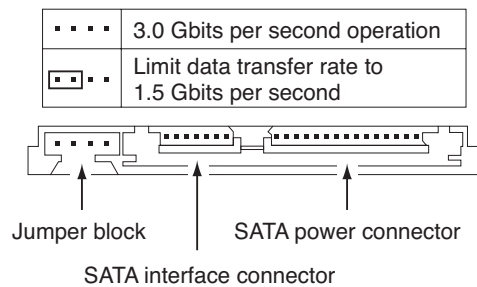 3.0 Gbits per second operation
Limit data transfer rate to
1.5 Gbits per second
Jumper block
SATA power connector
SATA interface connector